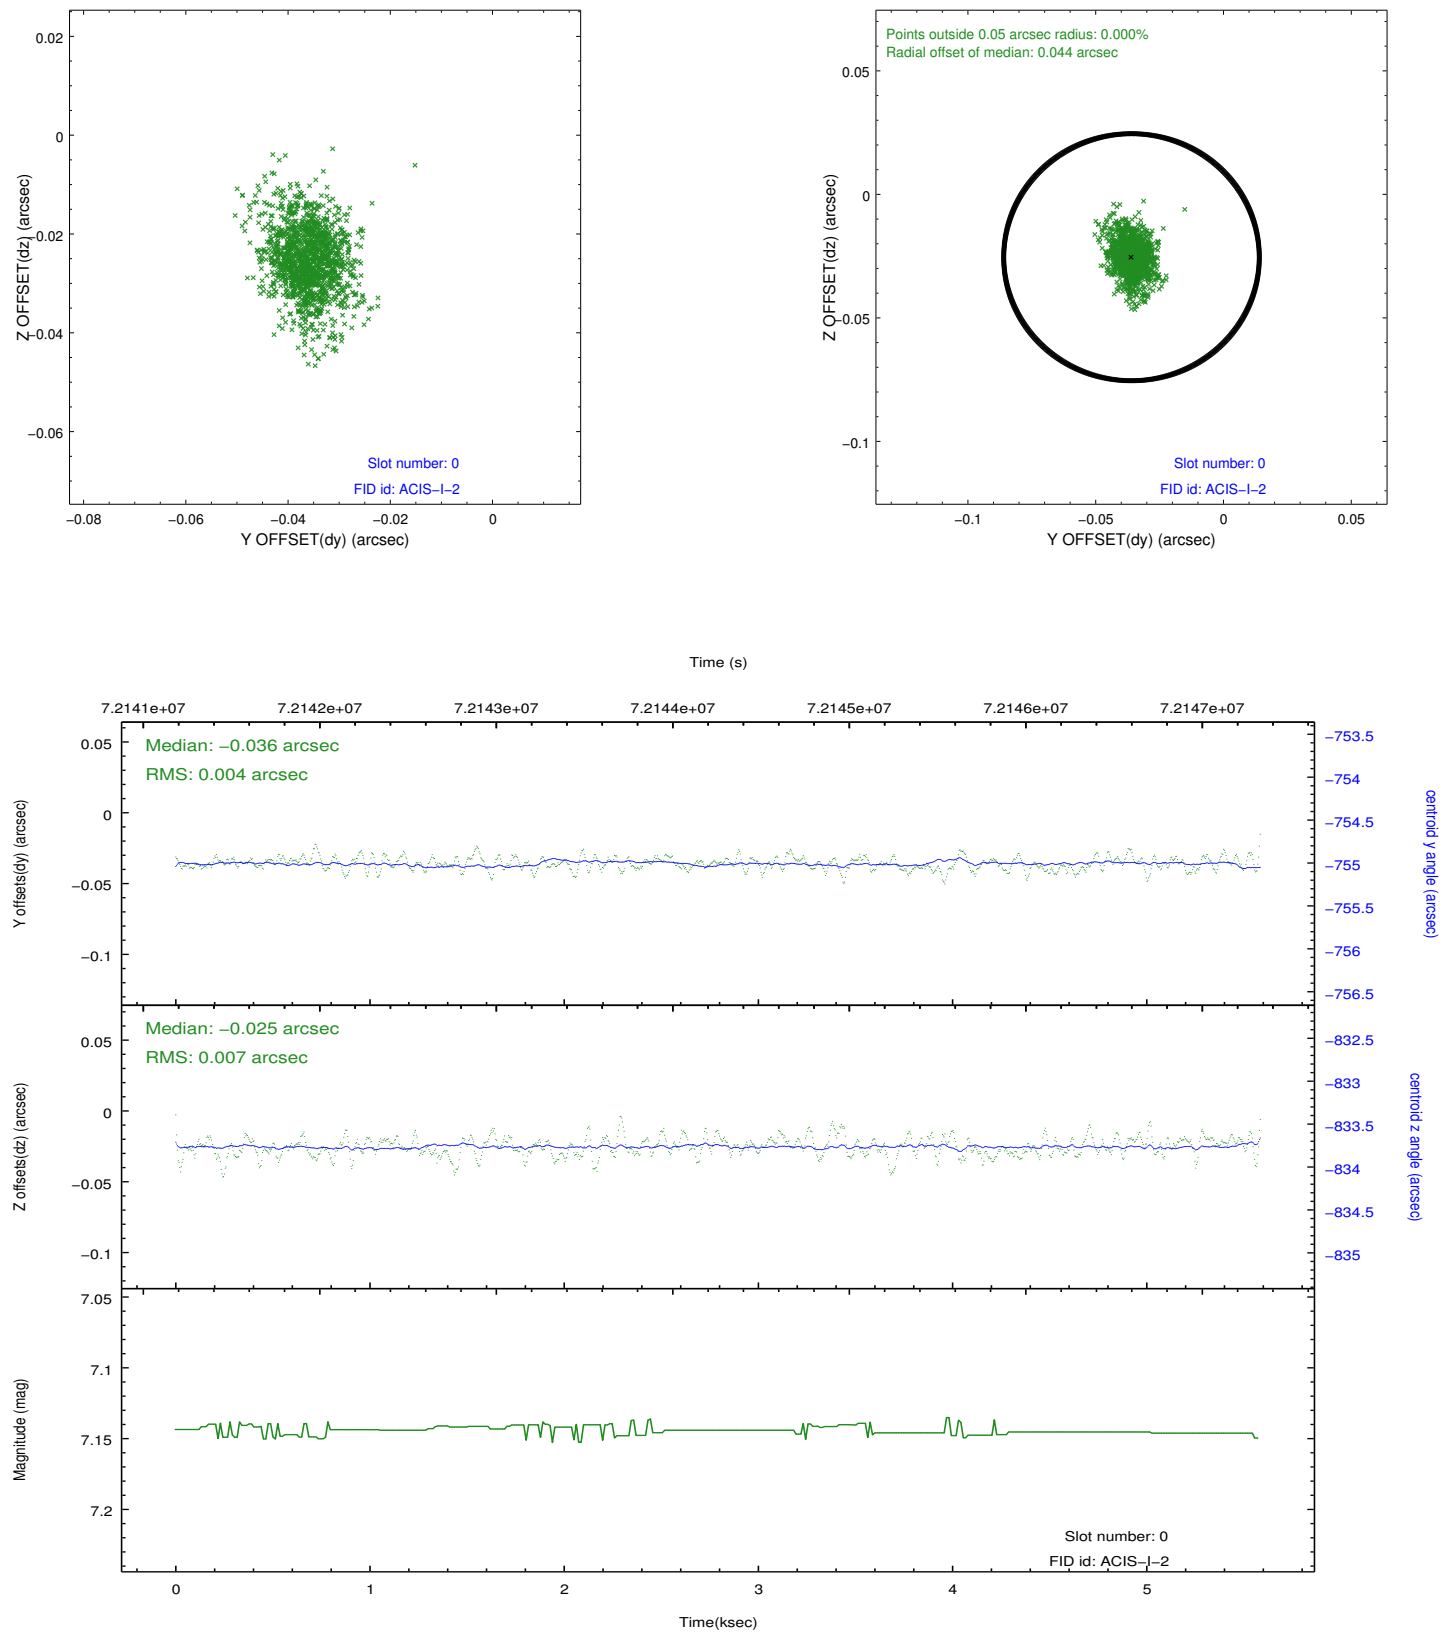 0.02
0
−0.02
−0.04
−0.06
Z OFFSET(dz) (arcsec)
Slot number: 0
FID id: ACIS−I−2
−0.08
−0.06
−0.04
−0.02
0
Y OFFSET(dy) (arcsec)
Points outside 0.05 arcsec radius: 0.000%
Radial offset of median: 0.044 arcsec
0.05
0
−0.05
−0.1
Z OFFSET(dz) (arcsec)
Slot number: 0
FID id: ACIS−I−2
−0.1
−0.05
0
0.05
Y OFFSET(dy) (arcsec)
Time (s)
7.2141e+07
7.2142e+07
7.2143e+07
7.2144e+07
7.2145e+07
7.2146e+07
7.2147e+07
Median: −0.036 arcsec
RMS: 0.004 arcsec
0.05
0
−0.05
−0.1
Y offsets(dy) (arcsec)
−753.5
−754
−754.5
−755
−755.5
−756
−756.5
centroid y angle (arcsec)
Median: −0.025 arcsec
RMS: 0.007 arcsec
0.05
0
−0.05
−0.1
Z offsets(dz) (arcsec)
−832.5
−833
−833.5
−834
−834.5
−835
centroid z angle (arcsec)
7.05
7.1
7.15
7.2
Magnitude (mag)
Slot number: 0
FID id: ACIS−I−2
0
1
2
3
4
5
Time(ksec)